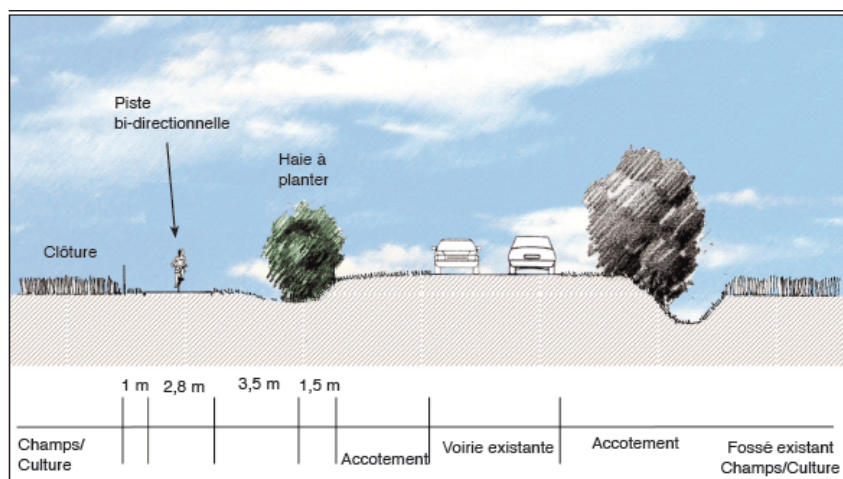 Piste
bi-directionnelle
Haie à
planter
Clôture
1 m
2,8 m
3,5 m
1,5 m
Champs/
Culture
Accotement
Voirie existante
Accotement
Fossé existant
Champs/Culture